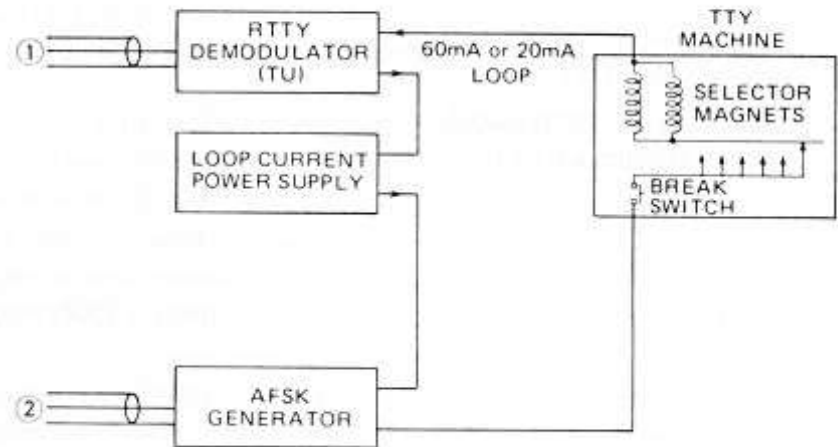 ①
RTTY
DEMODULATOR
(TU)
60mA or 20mA
LOOP
TTY
MACHINE
SELECTOR
MAGNETS
LOOP CURRENT
POWER SUPPLY
BREAK
SWITCH
②
AFSK
GENERATOR